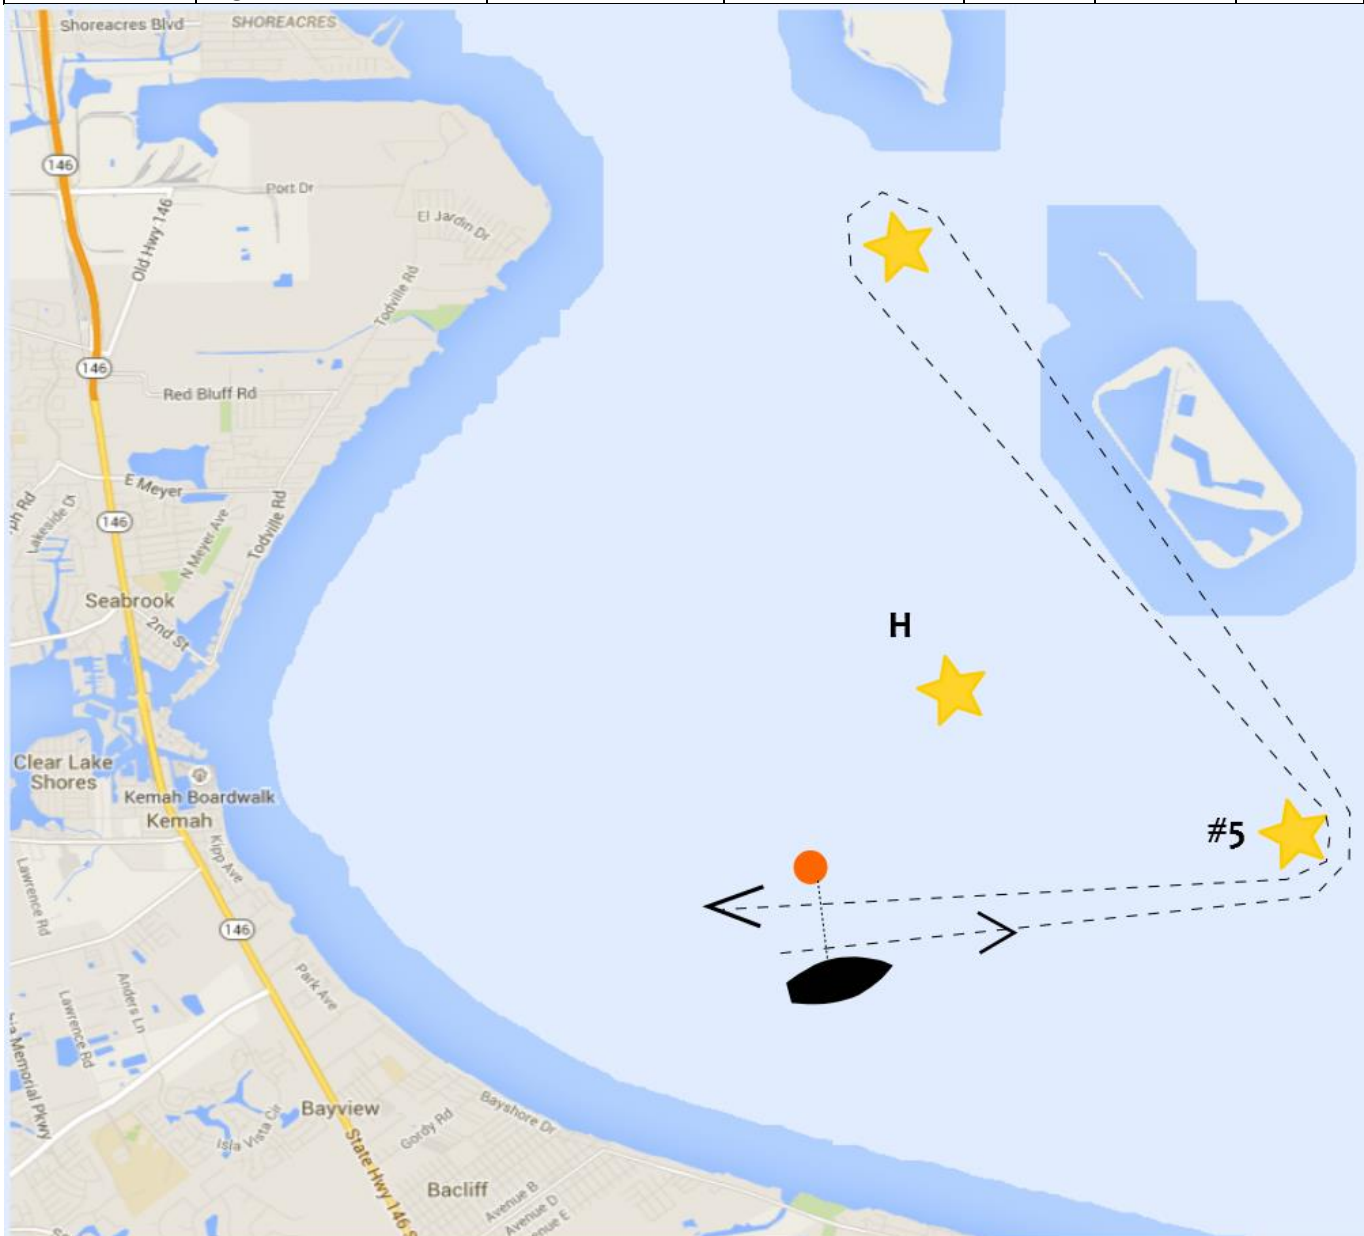 Shoreacres Blvd
SHOREACRES
146
Port Dr
El Jardin Dr
Old Hwy 146
Todville Rd
146
Red Bluff Rd
E Meyer
ph Rd
Lakeside Dr
146
N Meyer Ave
Todville Rd
Seabrook
2nd St
H
Clear Lake
Shores
Kemah Boardwalk
Kemah
#5
Kipp Ave
Lawrence Rd
146
Park Ave
Anders Ln
Lawrence Rd
Memorial Pkwy
Bayview
Isla Vista Cir
Gordy Rd
Bayshore Dr
State Hwy 146 S
Bacliff
Avenue B
Avenue D
enue E